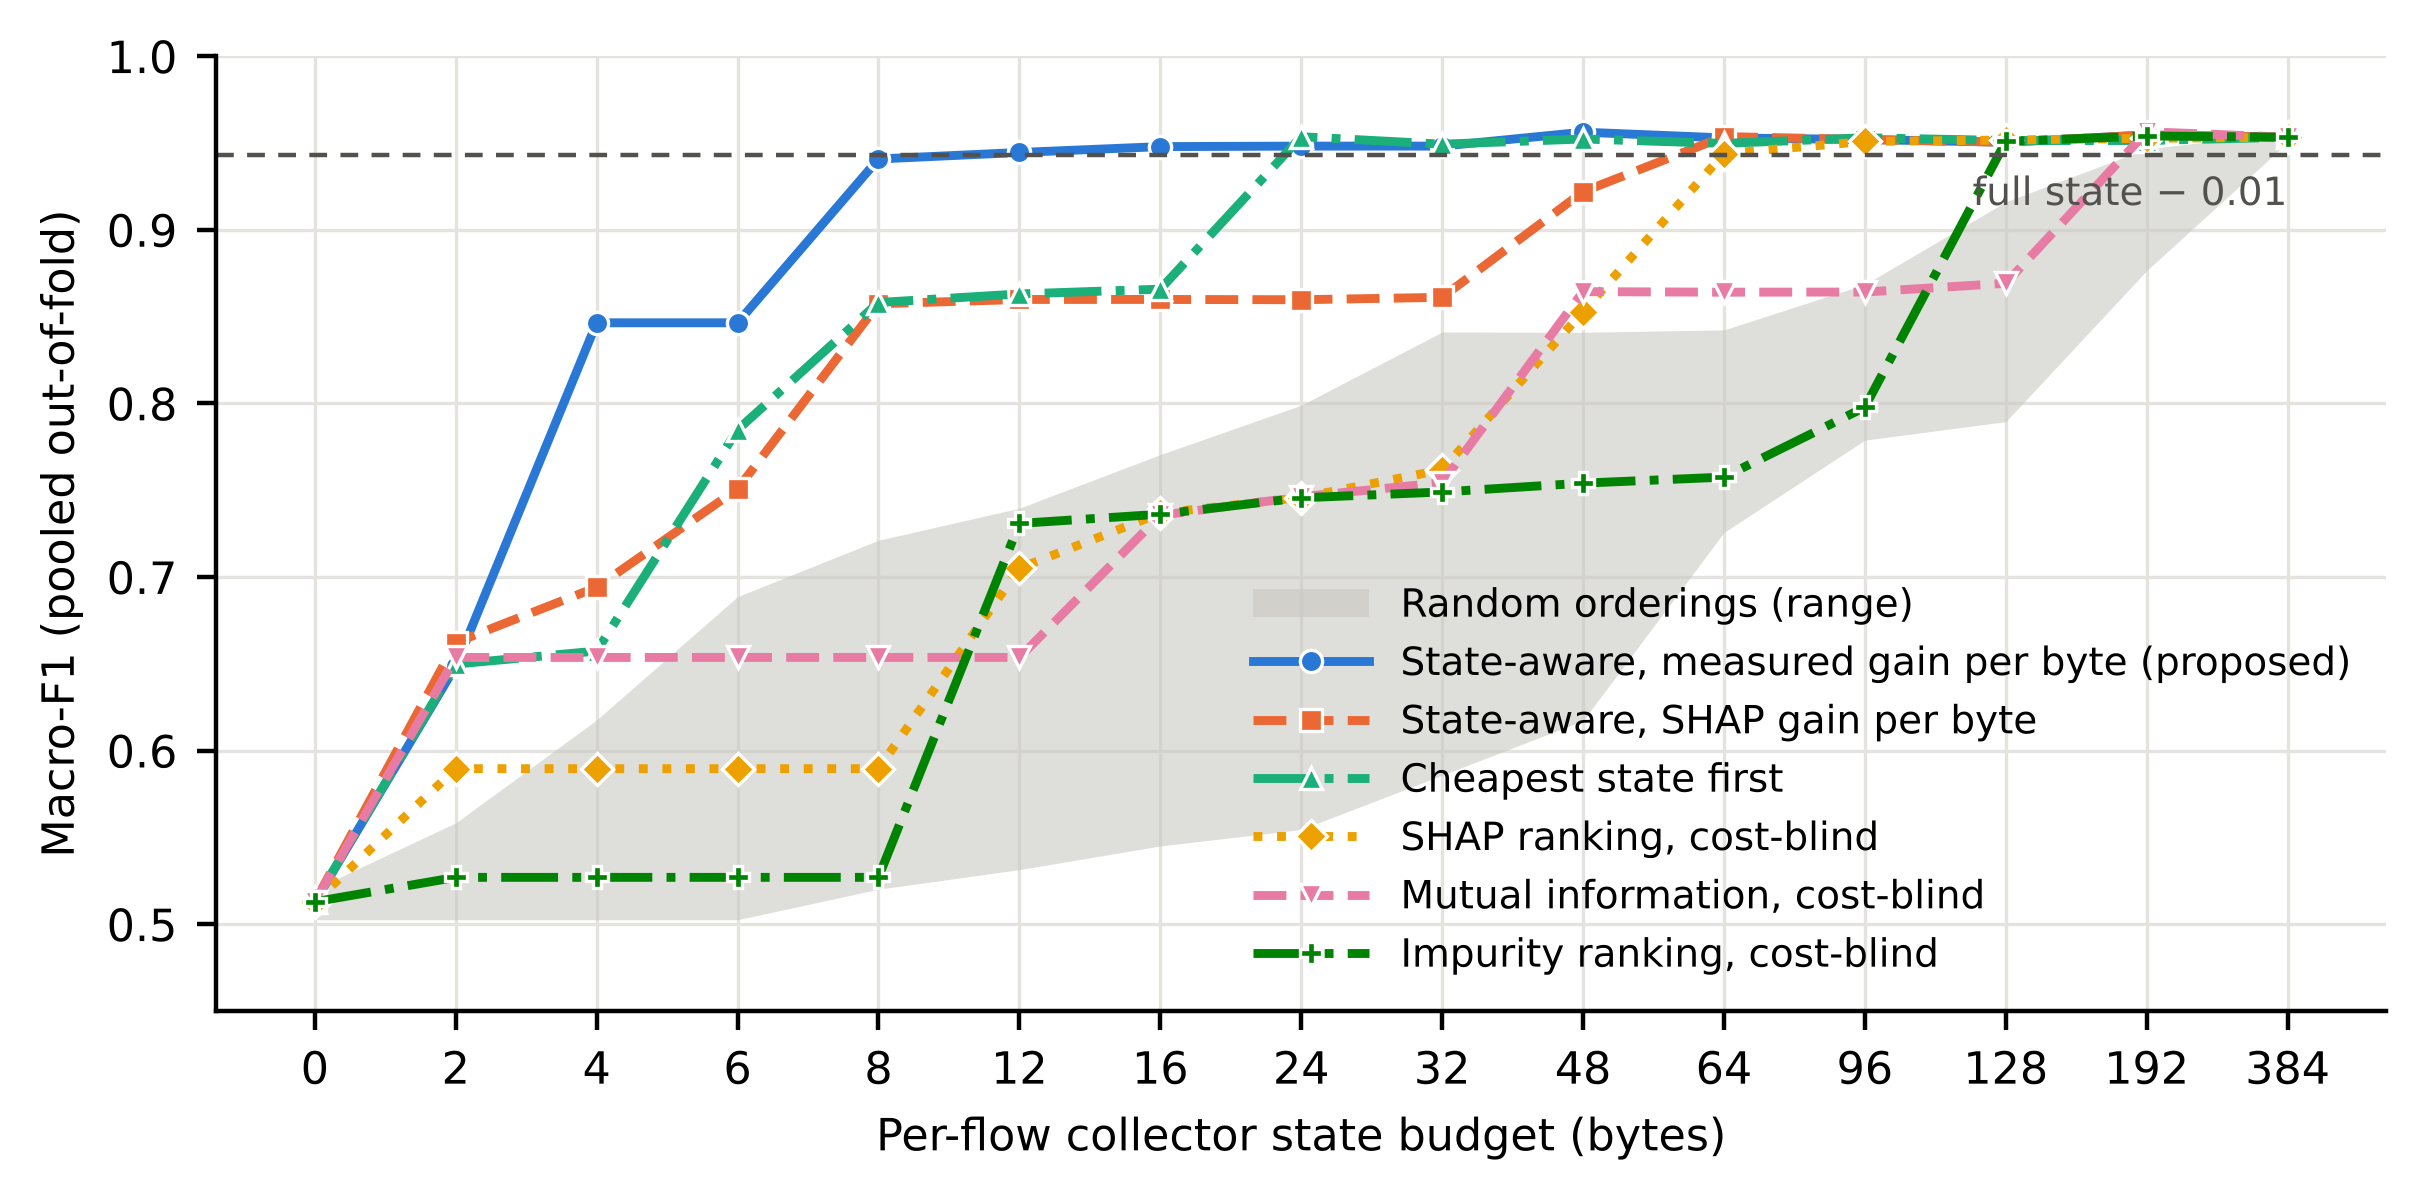 1.0
0.9
0.8
0.7
0.6
0.5
Macro-F1 (pooled out-of-fold)
full state − 0.01
Random orderings (range)
State-aware, measured gain per byte (proposed)
State-aware, SHAP gain per byte
Cheapest state first
SHAP ranking, cost-blind
Mutual information, cost-blind
Impurity ranking, cost-blind
0 2 4 6 8 12 16 24 32 48 64 96 128 192 384
Per-flow collector state budget (bytes)